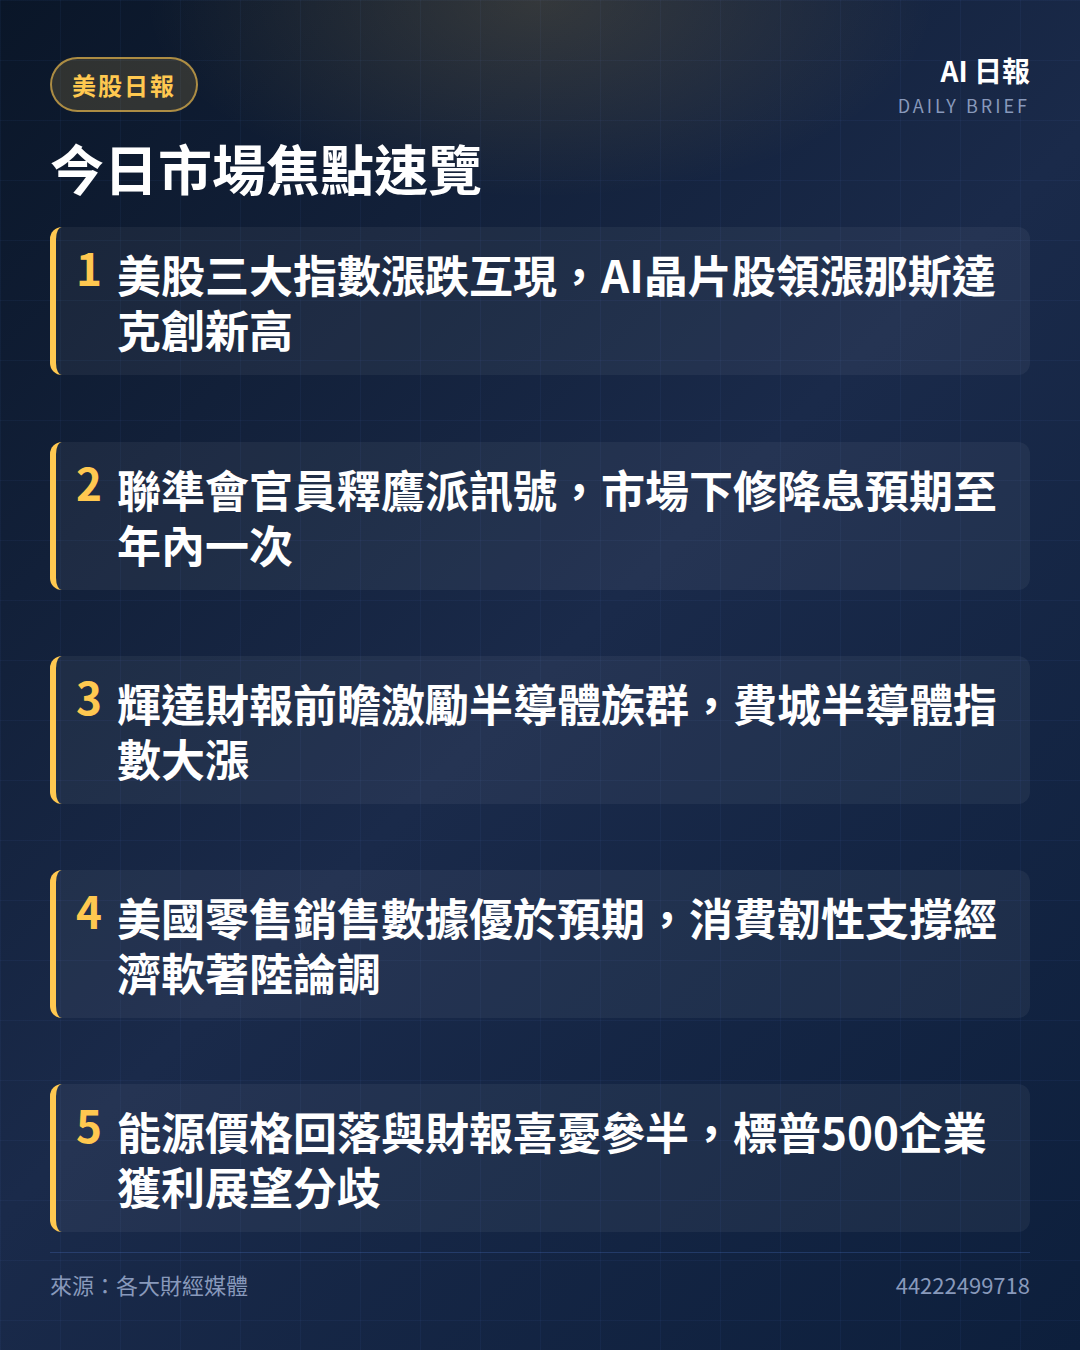 美股日報
AI 日報
DAILY BRIEF
今日市場焦點速覽
1 美股三大指數漲跌互現，AI晶片股領漲那斯達
克創新高
2 聯準會官員釋鷹派訊號，市場下修降息預期至
年內一次
3 輝達財報前瞻激勵半導體族群，費城半導體指
數大漲
4 美國零售銷售數據優於預期，消費韌性支撐經
濟軟著陸論調
5 能源價格回落與財報喜憂參半，標普500企業
獲利展望分歧
來源：各大財經媒體
44222499718